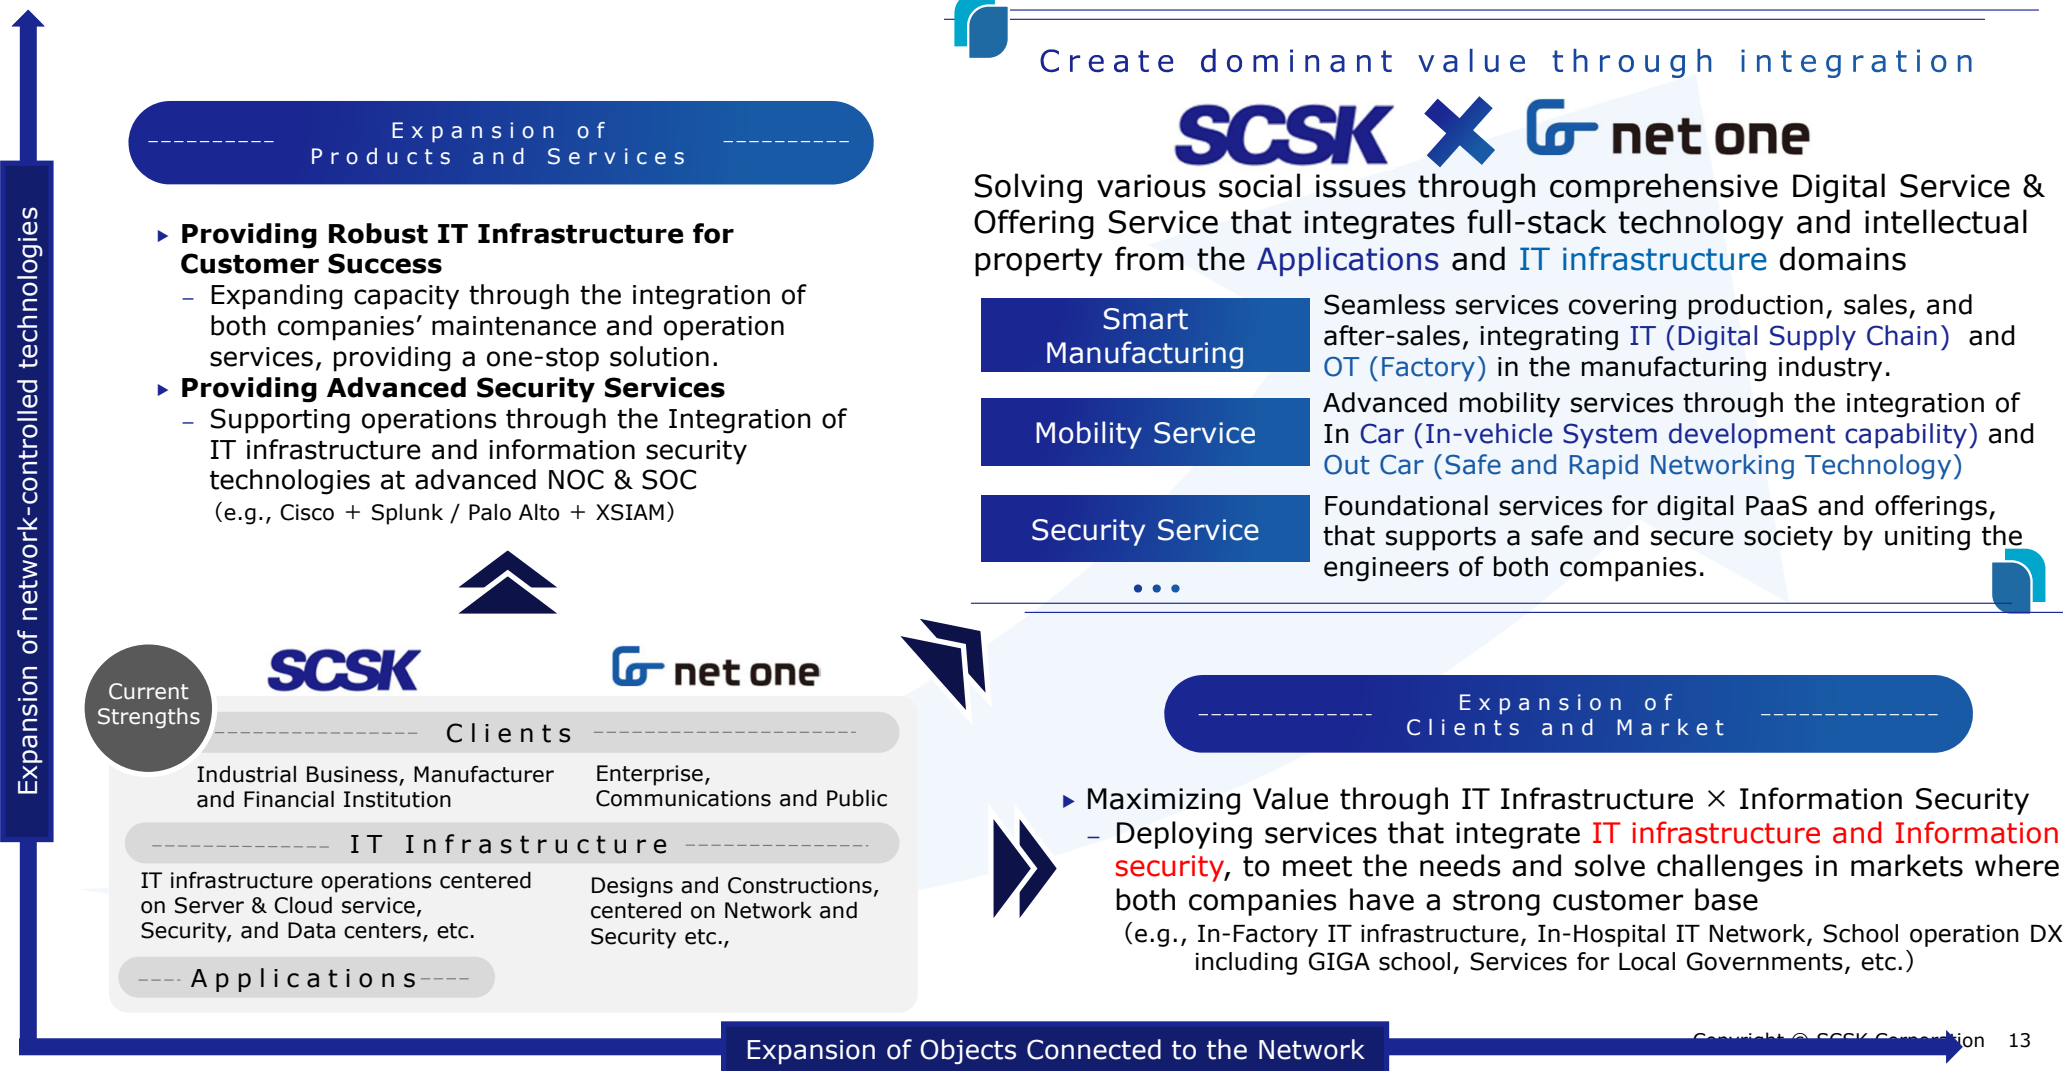 Create dominant value through integration
SCSK × net one
Solving various social issues through comprehensive Digital Service &
Offering Service that integrates full-stack technology and intellectual
property from the Applications and IT infrastructure domains
Smart
Manufacturing
Seamless services covering production, sales, and
after-sales, integrating IT (Digital Supply Chain) and
OT (Factory) in the manufacturing industry.
Mobility Service
Advanced mobility services through the integration of
In Car (In-vehicle System development capability) and
Out Car (Safe and Rapid Networking Technology)
Security Service
Foundational services for digital PaaS and offerings,
that supports a safe and secure society by uniting the
engineers of both companies.
•••
Expansion of
Products and Services
▸ Providing Robust IT Infrastructure for
Customer Success
– Expanding capacity through the integration of
both companies’ maintenance and operation
services, providing a one-stop solution.
▸ Providing Advanced Security Services
– Supporting operations through the Integration of
IT infrastructure and information security
technologies at advanced NOC & SOC
（e.g., Cisco ＋ Splunk / Palo Alto ＋ XSIAM）
Expansion of network-controlled technologies
Current
Strengths
SCSK
net one
Clients
Industrial Business, Manufacturer
and Financial Institution
Enterprise,
Communications and Public
IT Infrastructure
IT infrastructure operations centered
on Server & Cloud service,
Security, and Data centers, etc.
Designs and Constructions,
centered on Network and
Security etc.,
Applications
Expansion of
Clients and Market
▸ Maximizing Value through IT Infrastructure × Information Security
– Deploying services that integrate IT infrastructure and Information
security, to meet the needs and solve challenges in markets where
both companies have a strong customer base
（e.g., In-Factory IT infrastructure, In-Hospital IT Network, School operation DX
including GIGA school, Services for Local Governments, etc.）
Expansion of Objects Connected to the Network
Copyright © SCSK Corporation 13